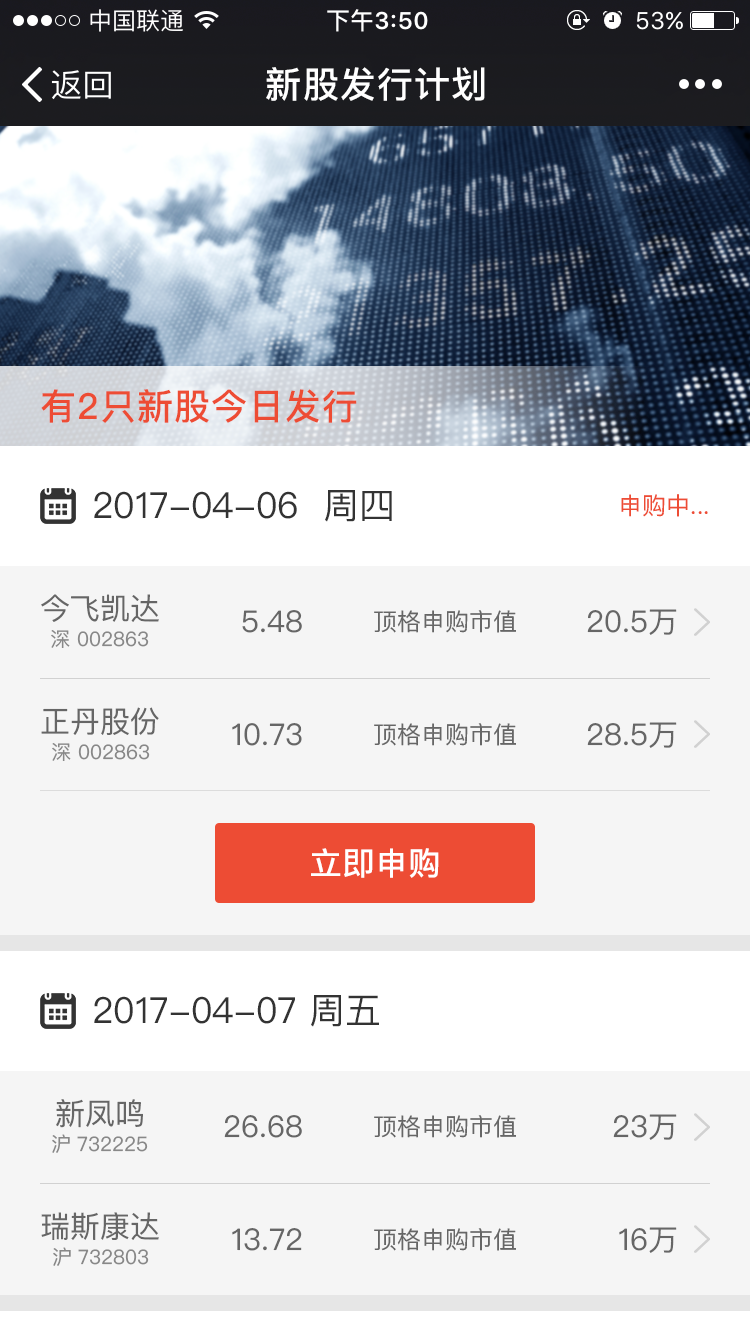 中国联通 下午3:50 53%
返回 新股发行计划
657
14808.50
1357.25
有2只新股今日发行
2017-04-06 周四 申购中...
今飞凯达 5.48 顶格申购市值 20.5万
深 002863
正丹股份 10.73 顶格申购市值 28.5万
深 002863
立即申购
2017-04-07 周五
新凤鸣 26.68 顶格申购市值 23万
沪 732225
瑞斯康达 13.72 顶格申购市值 16万
沪 732803